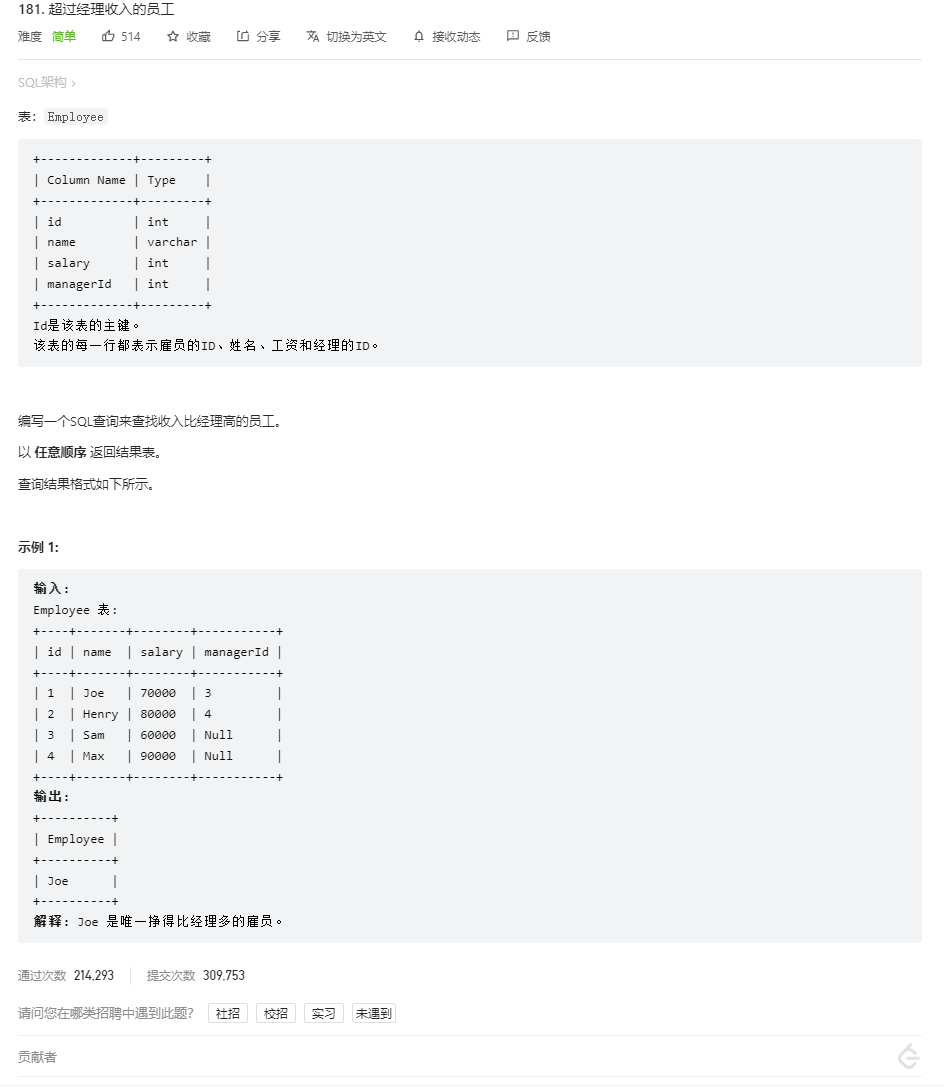 181. 超过经理收入的员工
难度 简单 514 收藏 分享 切换为英文 接收动态 反馈
SQL架构 ›
表： Employee
+-------------+---------+
| Column Name | Type    |
+-------------+---------+
| id          | int     |
| name        | varchar |
| salary      | int     |
| managerId   | int     |
+-------------+---------+
Id是该表的主键。
该表的每一行都表示雇员的ID、姓名、工资和经理的ID。
编写一个SQL查询来查找收入比经理高的员工。
以 任意顺序 返回结果表。
查询结果格式如下所示。
示例 1:
输入：
Employee 表:
+----+-------+--------+-----------+
| id | name  | salary | managerId |
+----+-------+--------+-----------+
| 1  | Joe   | 70000  | 3         |
| 2  | Henry | 80000  | 4         |
| 3  | Sam   | 60000  | Null      |
| 4  | Max   | 90000  | Null      |
+----+-------+--------+-----------+
输出：
+----------+
| Employee |
+----------+
| Joe      |
+----------+
解释：Joe 是唯一挣得比经理多的雇员。
通过次数 214,293 提交次数 309,753
请问您在哪类招聘中遇到此题？ 社招 校招 实习 未遇到
贡献者